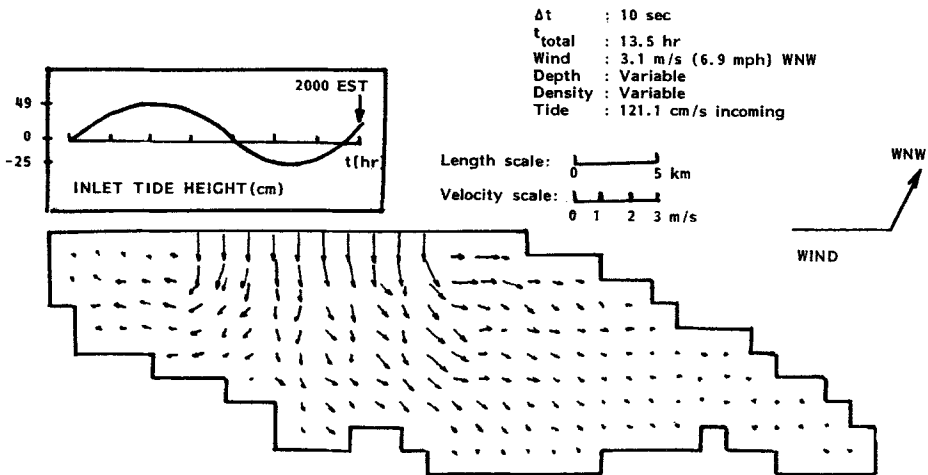 Δt : 10 sec
t total : 13.5 hr
Wind : 3.1 m/s (6.9 mph) WNW
Depth : Variable
Density : Variable
Tide : 121.1 cm/s incoming
2000 EST
49
0
-25
t(hr)
INLET TIDE HEIGHT(cm)
Length scale:
0 5 km
Velocity scale:
0 1 2 3 m/s
WNW
WIND